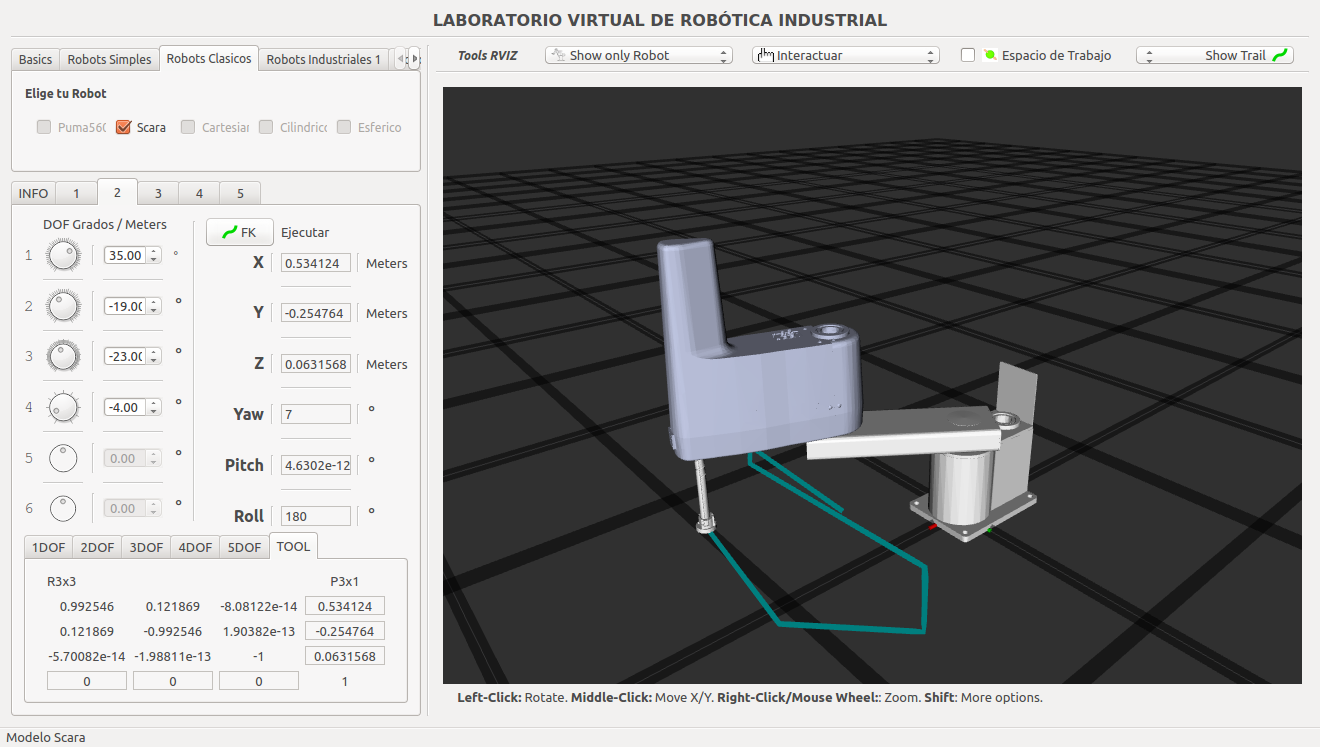 LABORATORIO VIRTUAL DE ROBÓTICA INDUSTRIAL
Basics Robots Simples Robots Clasicos Robots Industriales 1
Tools RVIZ Show only Robot Interactuar Espacio de Trabajo Show Trail
Elige tu Robot
Puma560 Scara Cartesian Cilindrico Esferico
INFO 1 2 3 4 5
DOF Grados / Meters
FK Ejecutar
1 35.00 °
X 0.534124 Meters
2 -19.00 °
Y -0.254764 Meters
3 -23.00 °
Z 0.0631568 Meters
4 -4.00 °
Yaw 7 °
5 0.00 °
Pitch 4.6302e-12 °
6 0.00 °
Roll 180 °
1DOF 2DOF 3DOF 4DOF 5DOF TOOL
R3x3 P3x1
0.992546 0.121869 -8.08122e-14 0.534124
0.121869 -0.992546 1.90382e-13 -0.254764
-5.70082e-14 -1.98811e-13 -1 0.0631568
0 0 0 1
Left-Click: Rotate. Middle-Click: Move X/Y. Right-Click/Mouse Wheel:: Zoom. Shift: More options.
Modelo Scara